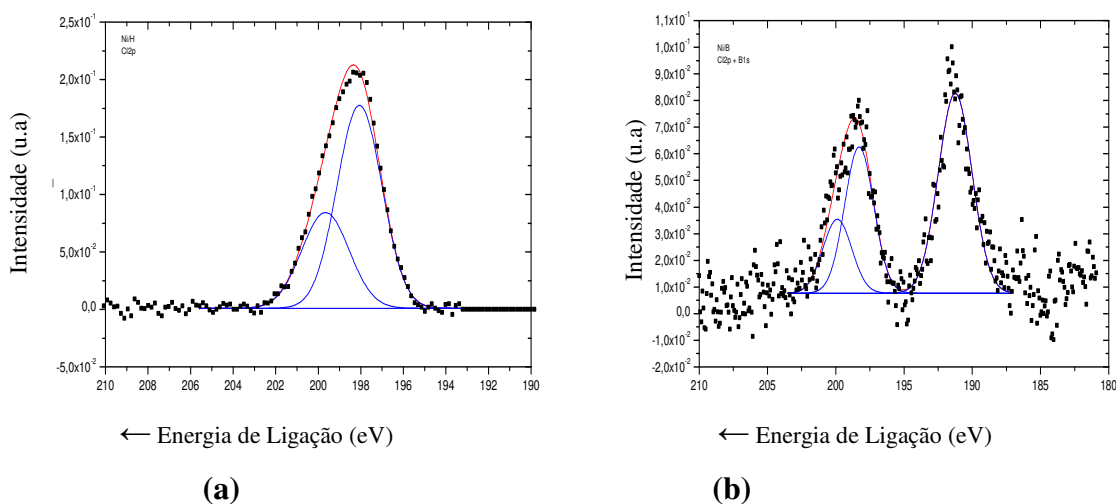 Ni/H
Cl2p
2,5x10⁻¹
2,0x10⁻¹
1,5x10⁻¹
1,0x10⁻¹
5,0x10⁻²
0,0
-5,0x10⁻²
Intensidade (u.a)
210 208 206 204 202 200 198 196 194 192 190
← Energia de Ligação (eV)
(a)
Ni/B
Cl2p + B1s
1,1x10⁻¹
1,0x10⁻¹
9,0x10⁻²
8,0x10⁻²
7,0x10⁻²
6,0x10⁻²
5,0x10⁻²
4,0x10⁻²
3,0x10⁻²
2,0x10⁻²
1,0x10⁻²
0,0
-1,0x10⁻²
-2,0x10⁻²
Intensidade (u.a)
210 205 200 195 190 185 180
← Energia de Ligação (eV)
(b)